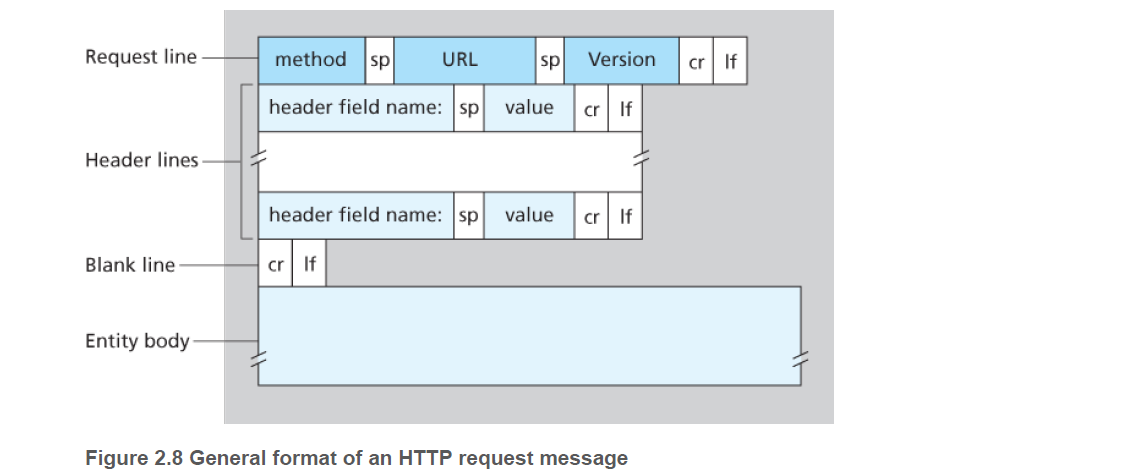 Request line method sp URL sp Version cr lf
header field name: sp value cr lf
Header lines
header field name: sp value cr lf
Blank line cr lf
Entity body
Figure 2.8 General format of an HTTP request message